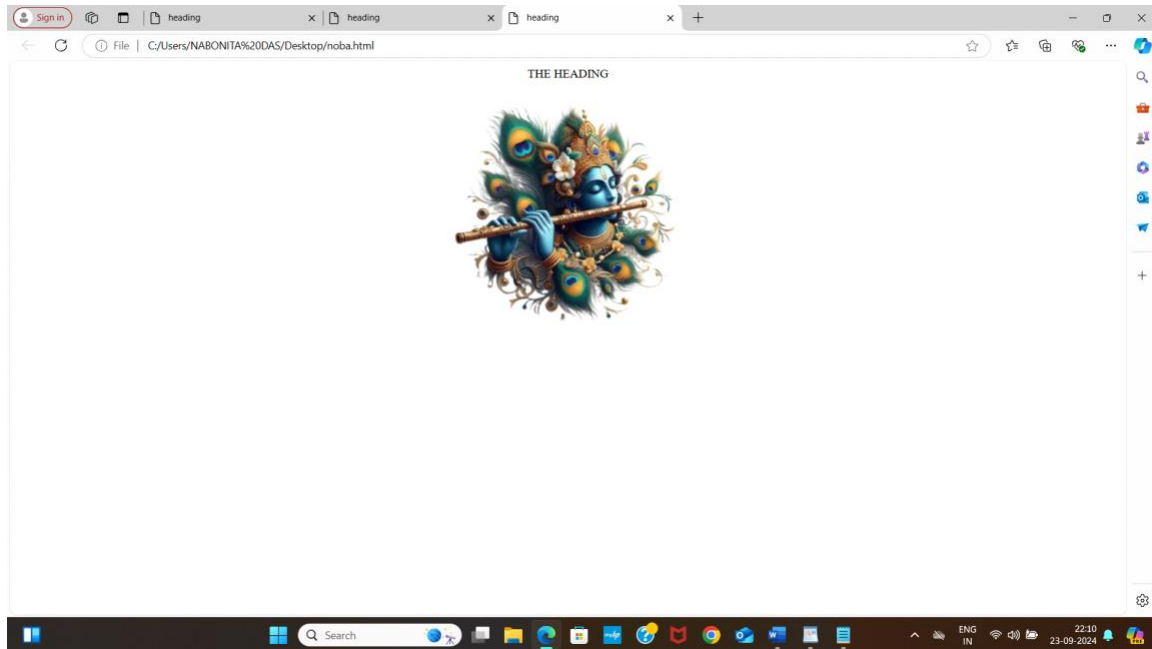 Sign in
heading
heading
heading
File | C:/Users/NABONITA%20DAS/Desktop/noba.html
THE HEADING
Search
ENG
IN
22:10
23-09-2024